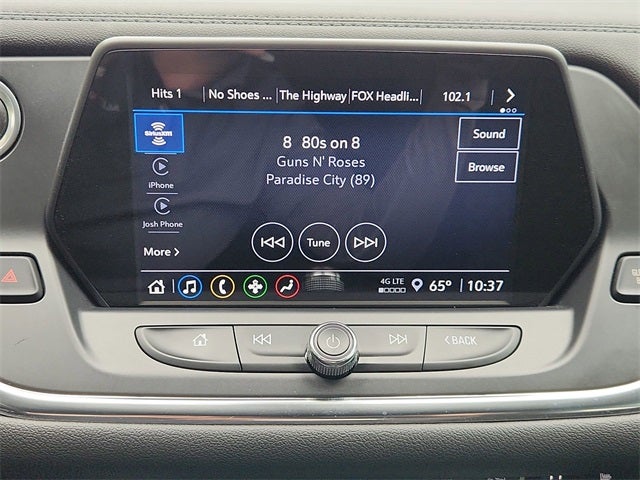 Hits 1 No Shoes ... The Highway FOX Headli... 102.1
SiriusXM
8 80s on 8
Guns N' Roses
Paradise City (89)
Sound
Browse
iPhone
Josh Phone
More
Tune
4G LTE 65° 10:37
BACK